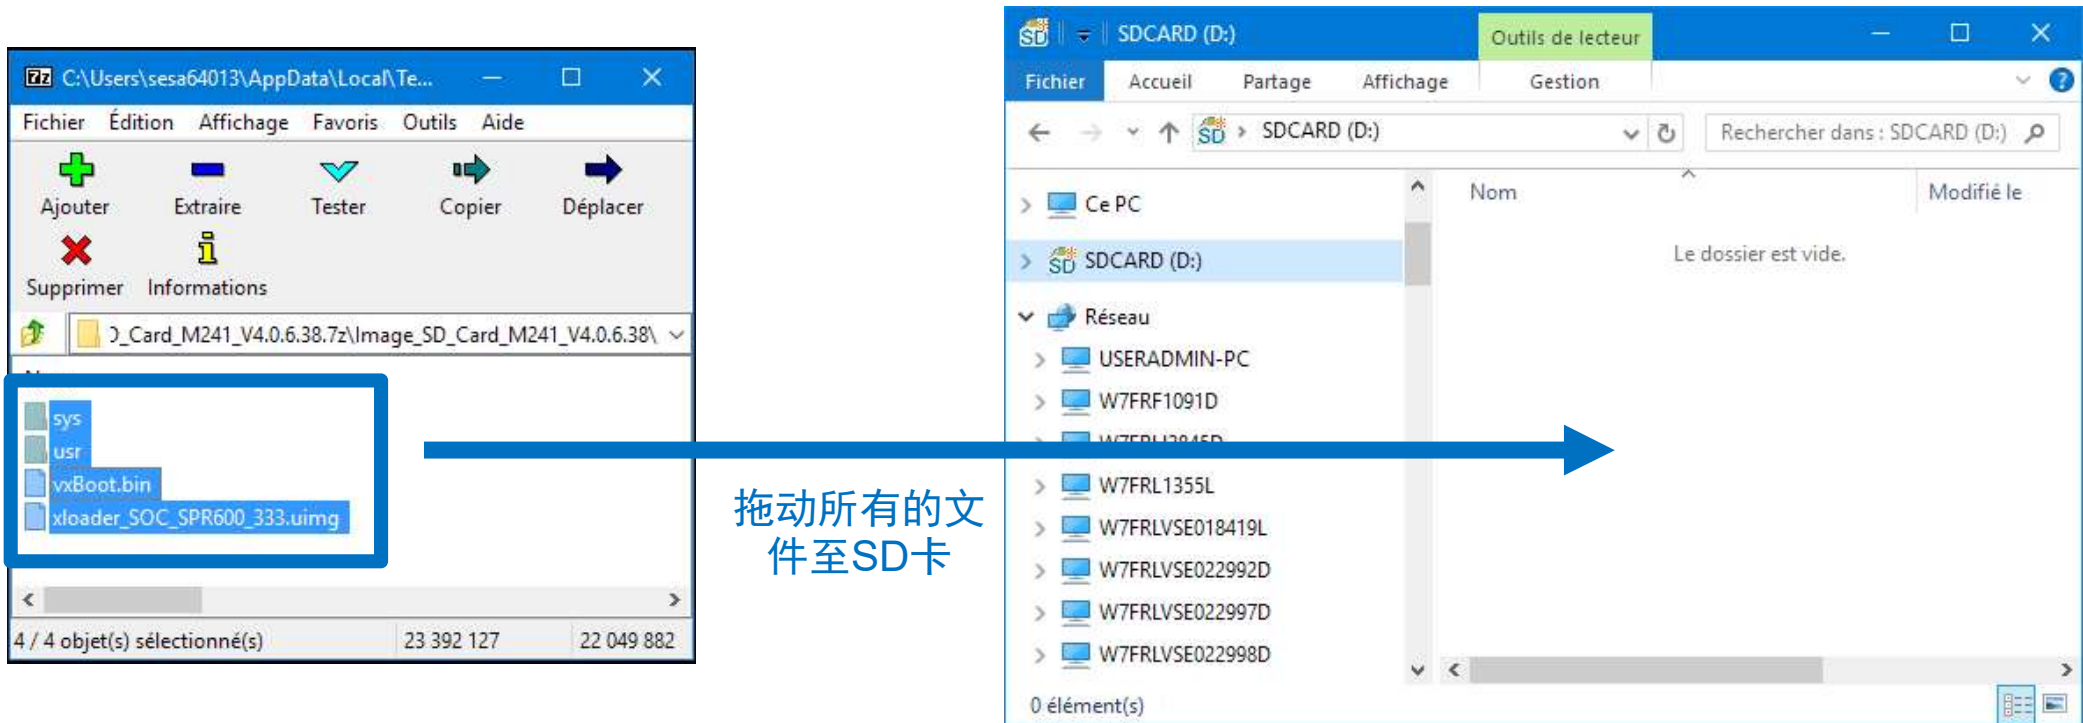 C:\Users\sesa64013\AppData\Local\Te...
Fichier Édition Affichage Favoris Outils Aide
Ajouter Extraire Tester Copier Déplacer
Supprimer Informations
_Card_M241_V4.0.6.38.7z\Image_SD_Card_M241_V4.0.6.38\
sys
usr
vxBoot.bin
xloader_SOC_SPR600_333.uimg
4 / 4 objet(s) sélectionné(s) 23 392 127 22 049 882
拖动所有的文
件至SD卡
SDCARD (D:) Outils de lecteur
Fichier Accueil Partage Affichage Gestion
SDCARD (D:) Rechercher dans : SDCARD (D:)
Nom Modifié le
Le dossier est vide.
Ce PC
SDCARD (D:)
Réseau
USERADMIN-PC
W7FRF1091D
W7FRL1355L
W7FRLVSE018419L
W7FRLVSE022992D
W7FRLVSE022997D
W7FRLVSE022998D
0 élément(s)